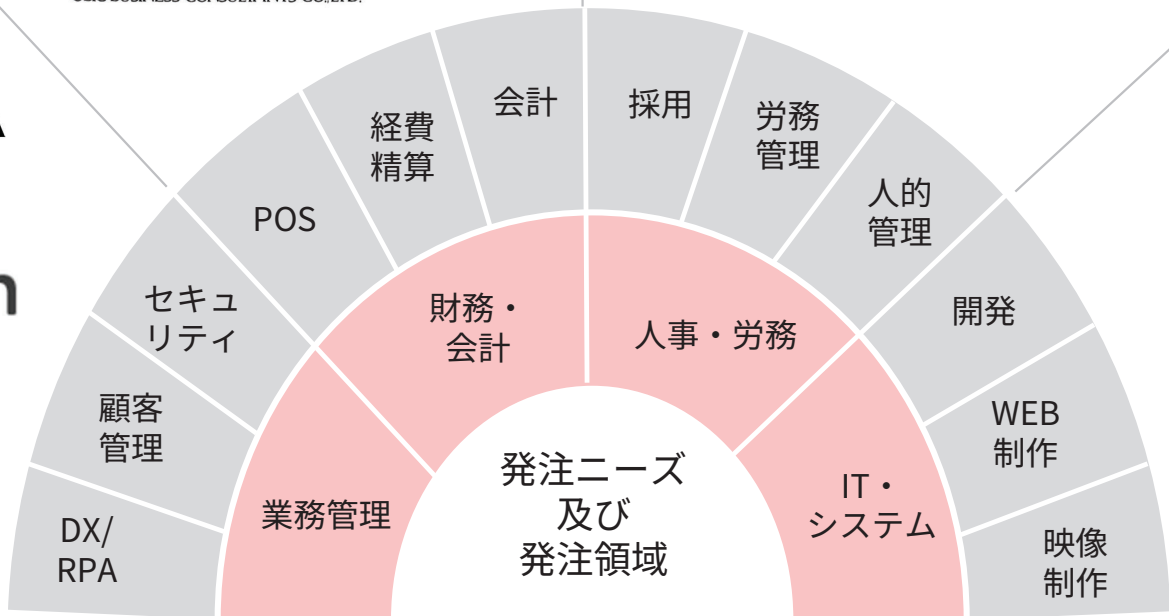 会計
採用
経費
精算
労務
管理
POS
人的
管理
セキュ
リティ
財務・
会計
人事・労務
開発
顧客
管理
WEB
制作
業務管理
発注ニーズ
及び
発注領域
IT・
システム
DX/
RPA
映像
制作